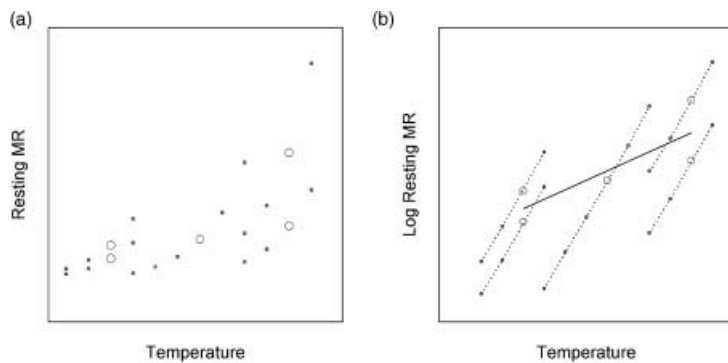 (a)
Resting MR
Temperature
(b)
Log Resting MR
Temperature